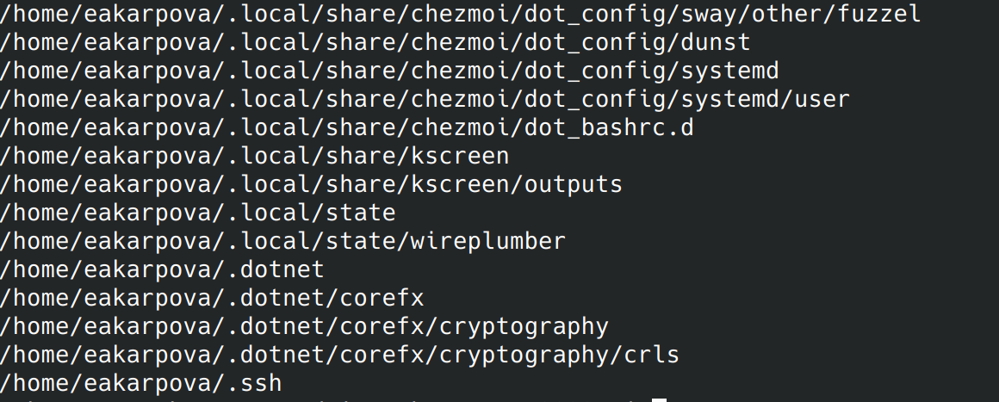 /home/eakarpova/.local/share/chezmoi/dot_config/sway/other/fuzzel
/home/eakarpova/.local/share/chezmoi/dot_config/dunst
/home/eakarpova/.local/share/chezmoi/dot_config/systemd
/home/eakarpova/.local/share/chezmoi/dot_config/systemd/user
/home/eakarpova/.local/share/chezmoi/dot_bashrc.d
/home/eakarpova/.local/share/kscreen
/home/eakarpova/.local/share/kscreen/outputs
/home/eakarpova/.local/state
/home/eakarpova/.local/state/wireplumber
/home/eakarpova/.dotnet
/home/eakarpova/.dotnet/corefx
/home/eakarpova/.dotnet/corefx/cryptography
/home/eakarpova/.dotnet/corefx/cryptography/crls
/home/eakarpova/.ssh